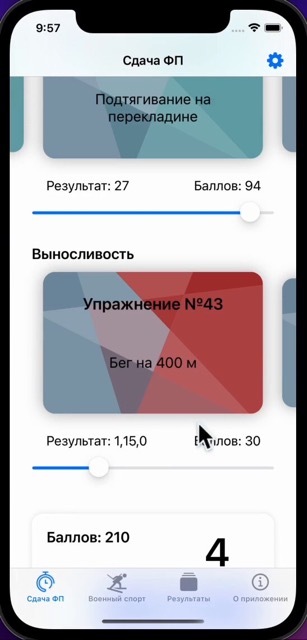 9:57
Сдача ФП
Подтягивание на
перекладине
Результат: 27
Баллов: 94
Выносливость
Упражнение №43
Бег на 400 м
Результат: 1,15,0
Баллов: 30
Баллов: 210
4
Сдача ФП
Военный спорт
Результаты
О приложении